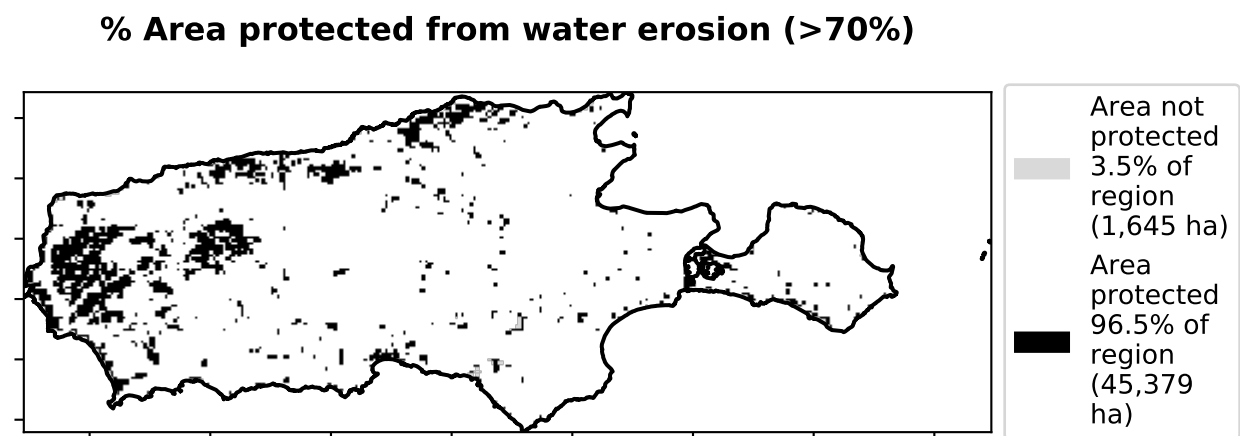 % Area protected from water erosion (>70%)
Area not
protected
3.5% of
region
(1,645 ha)
Area
protected
96.5% of
region
(45,379
ha)